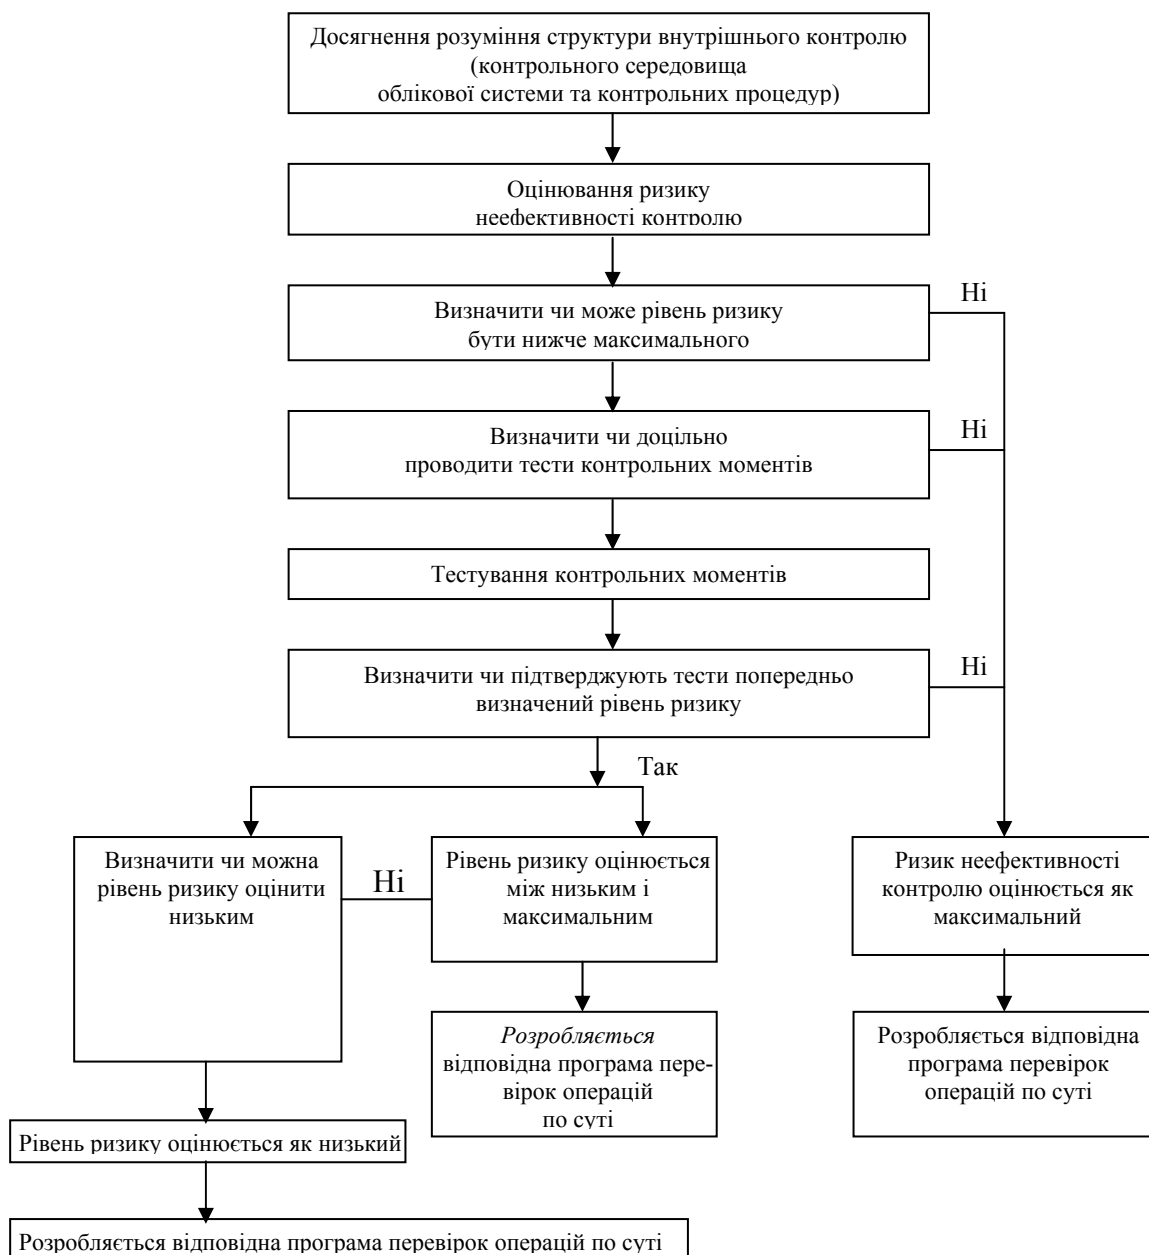 Досягнення розуміння структури внутрішнього контролю
(контрольного середовища
облікової системи та контрольних процедур)
Оцінювання ризику
неефективності контролю
Ні
Визначити чи може рівень ризику
бути нижче максимального
Ні
Визначити чи доцільно
проводити тести контрольних моментів
Тестування контрольних моментів
Ні
Визначити чи підтверджують тести попередньо
визначений рівень ризику
Так
Визначити чи можна
рівень ризику оцінити
низьким
Ні
Рівень ризику оцінюється
між низьким і
максимальним
Ризик неефективності
контролю оцінюється як
максимальний
Розробляється
відповідна програма пере-
вірок операцій
по суті
Розробляється відповідна
програма перевірок
операцій по суті
Рівень ризику оцінюється як низький
Розробляється відповідна програма перевірок операцій по суті